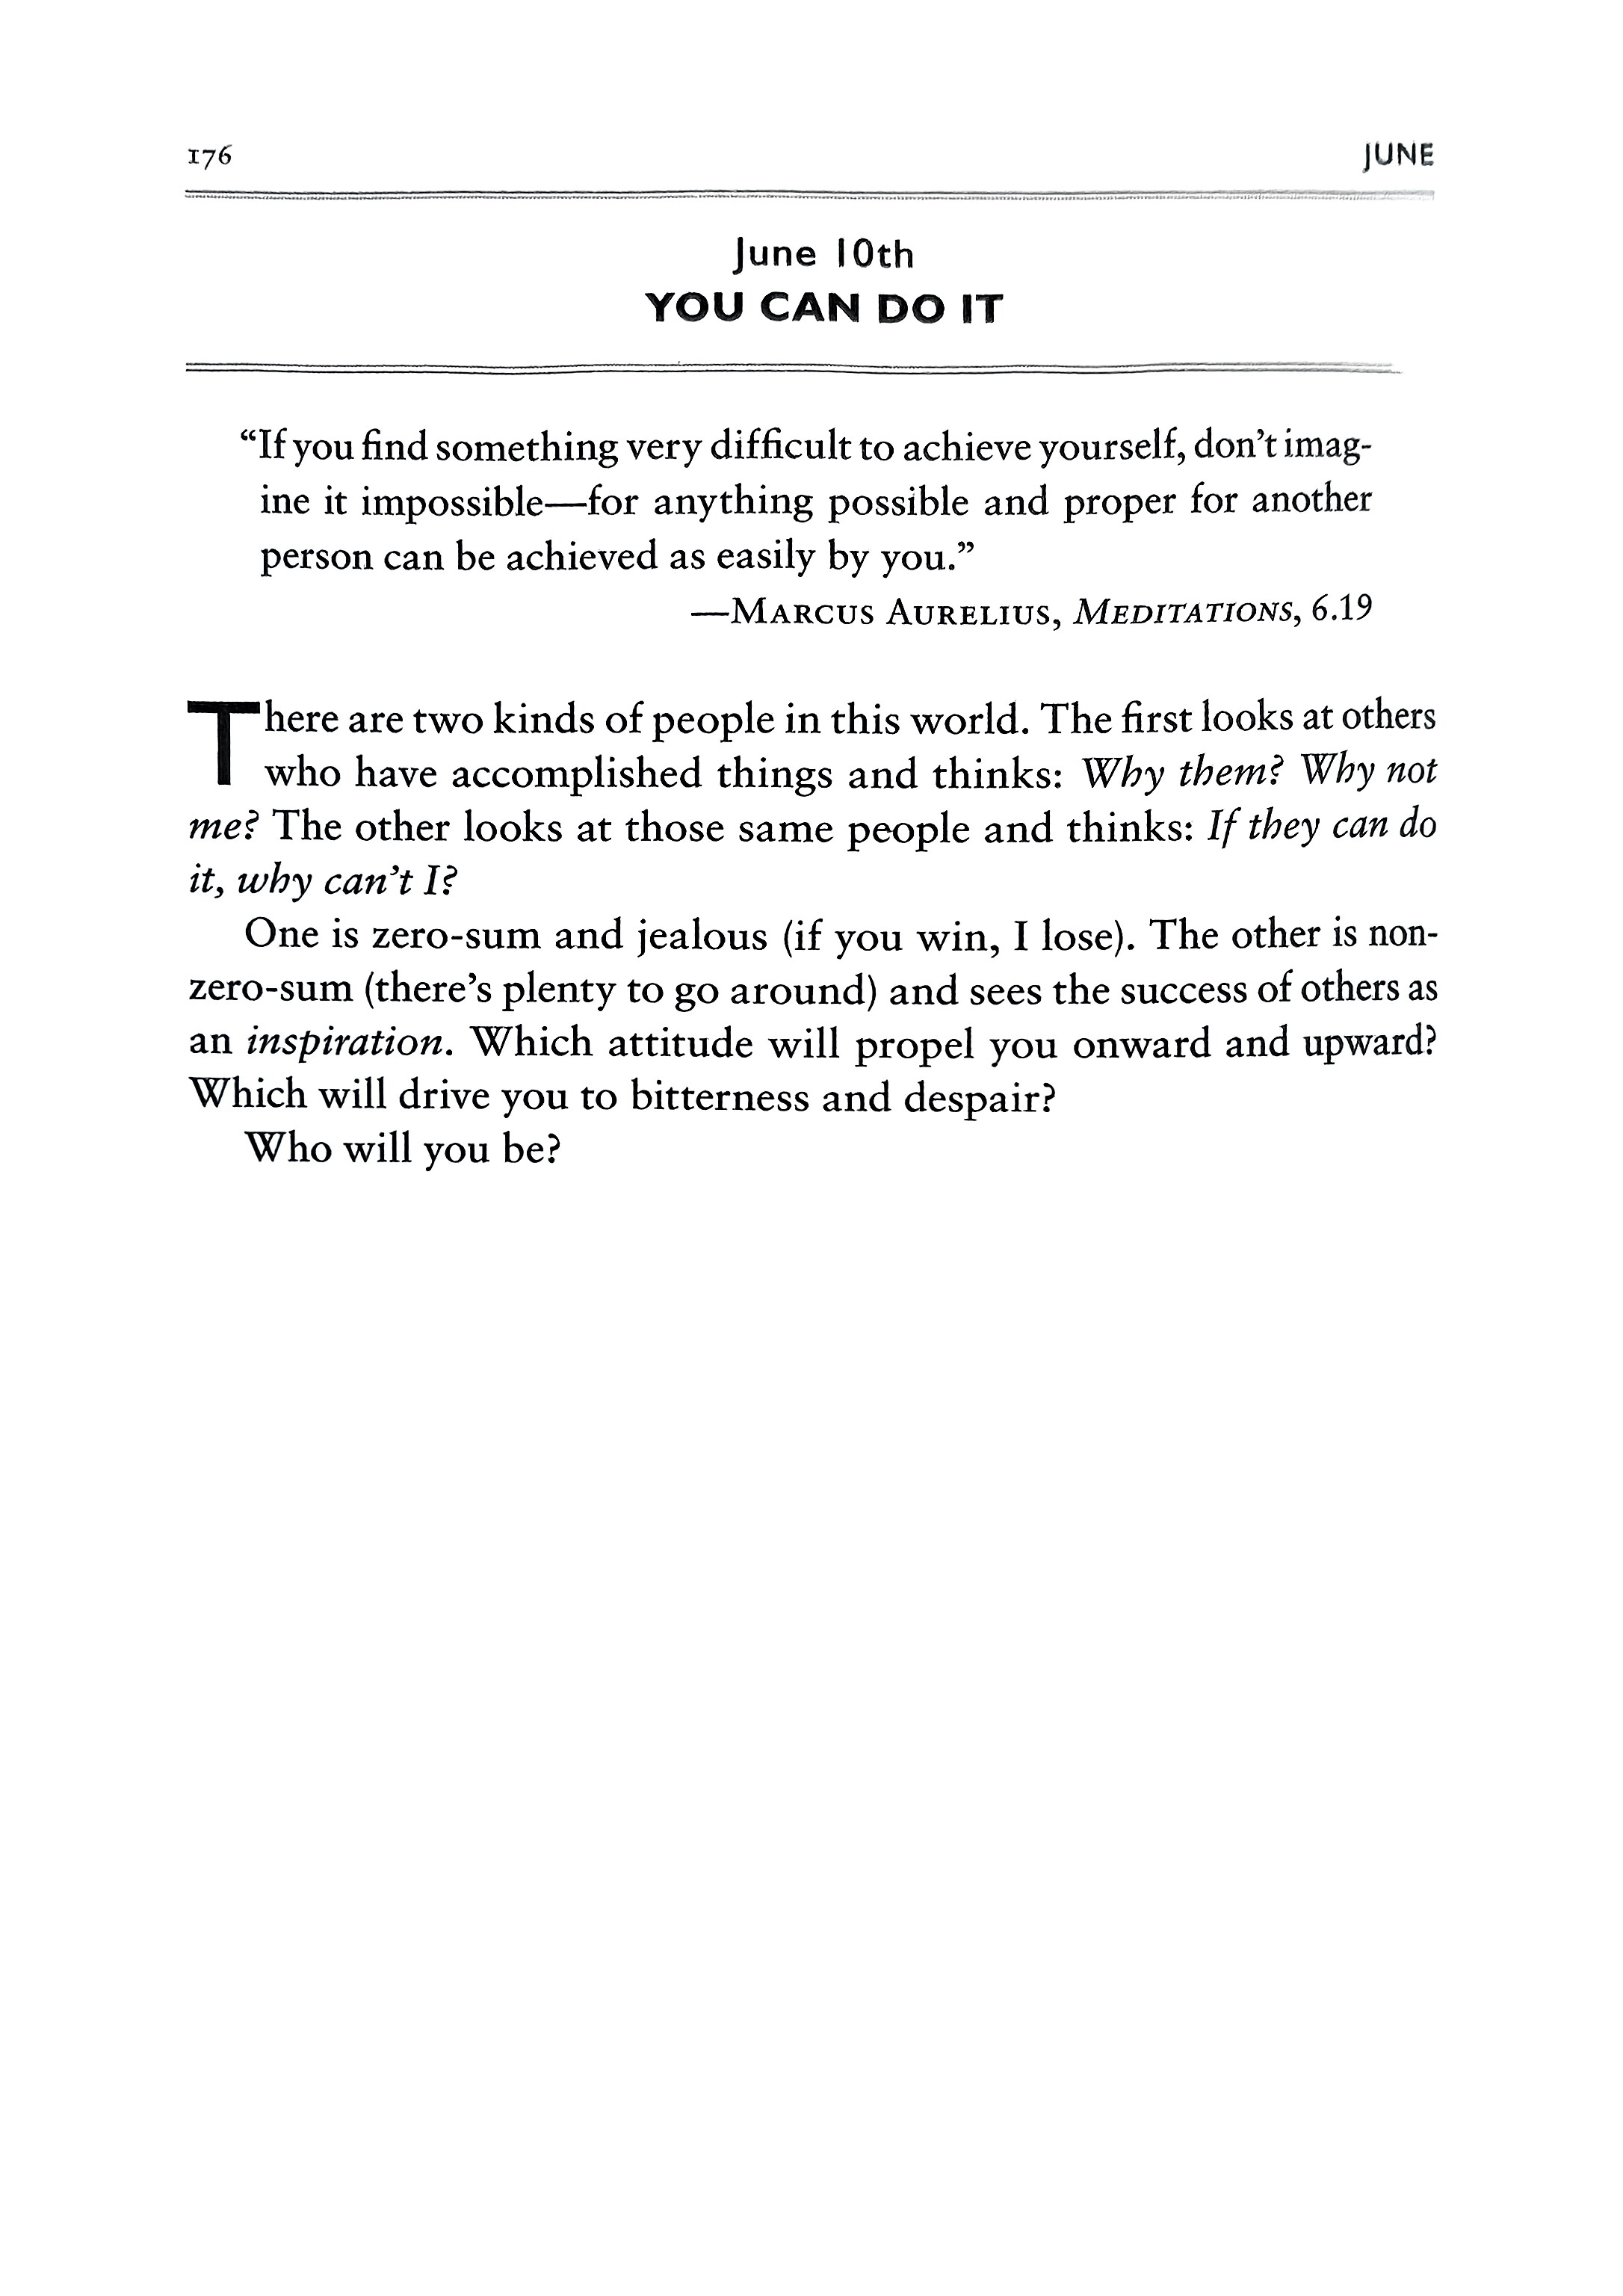 176
JUNE
June 10th
YOU CAN DO IT
“If you find something very difficult to achieve yourself, don’t imag-
ine it impossible—for anything possible and proper for another
person can be achieved as easily by you.”
—MARCUS AURELIUS, MEDITATIONS, 6.19
There are two kinds of people in this world. The first looks at others
who have accomplished things and thinks: Why them? Why not
me? The other looks at those same people and thinks: If they can do
it, why can’t I?
One is zero-sum and jealous (if you win, I lose). The other is non-
zero-sum (there’s plenty to go around) and sees the success of others as
an inspiration. Which attitude will propel you onward and upward?
Which will drive you to bitterness and despair?
Who will you be?